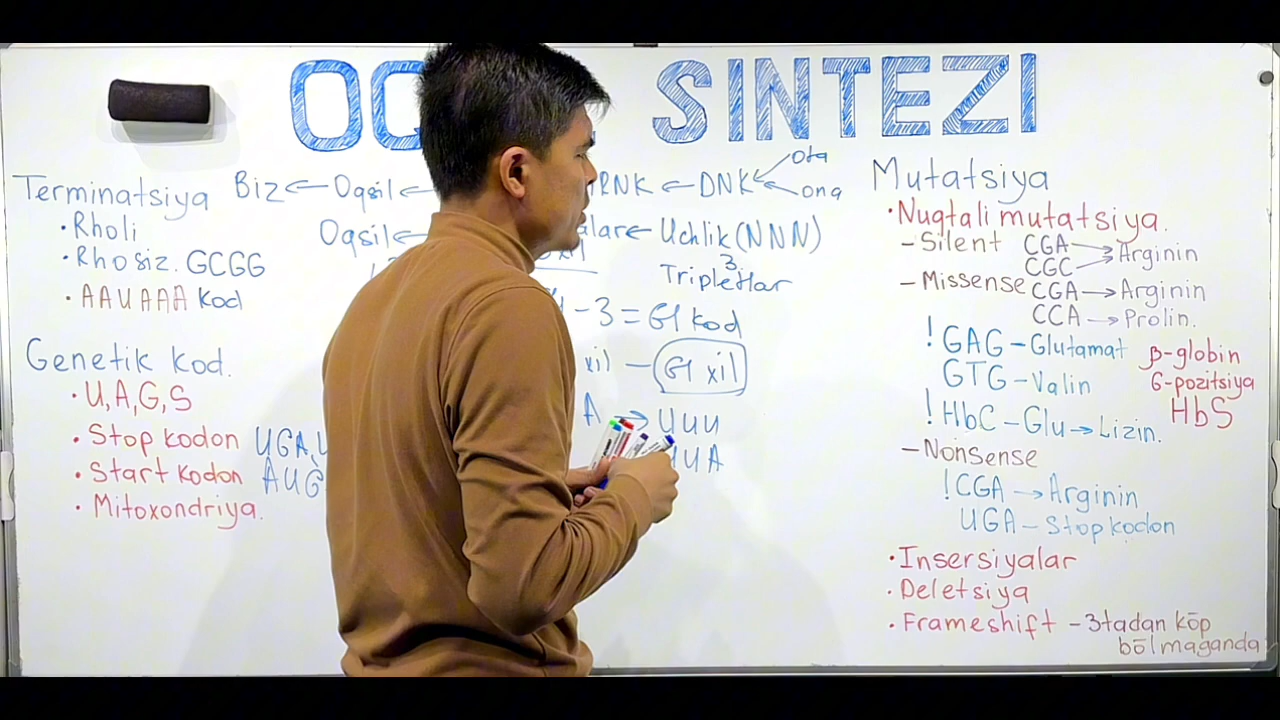 SINTEZI
Terminatsiya
• Rholi
• Rhosiz. GCGG
• AAUAAA kod
Genetik kod.
• U, A, G, S
• Stop kodon UGA,
• Start kodon AUG
• Mitoxondriya.
Biz ← Oqsil ← RNK ← DNK ← Ota
← Ona
Oqsil ← ← Uchlik (NNN)
3
Tripletlar
- 3 = 61 kod
xil — 61 xil
A → UUU
UUA
Mutatsiya
• Nuqtali mutatsiya.
- Silent CGA → Arginin
CGC →
- Missense CGA → Arginin
CCA → Prolin.
! GAG - Glutamat β-globin
GTG - Valin 6-pozitsiya
HbS
! HbC - Glu → Lizin.
- Nonsense
! CGA → Arginin
UGA - Stop kodon
• Insersiyalar
• Deletsiya
• Frameshift - 3tadan kōp
bōlmaganda